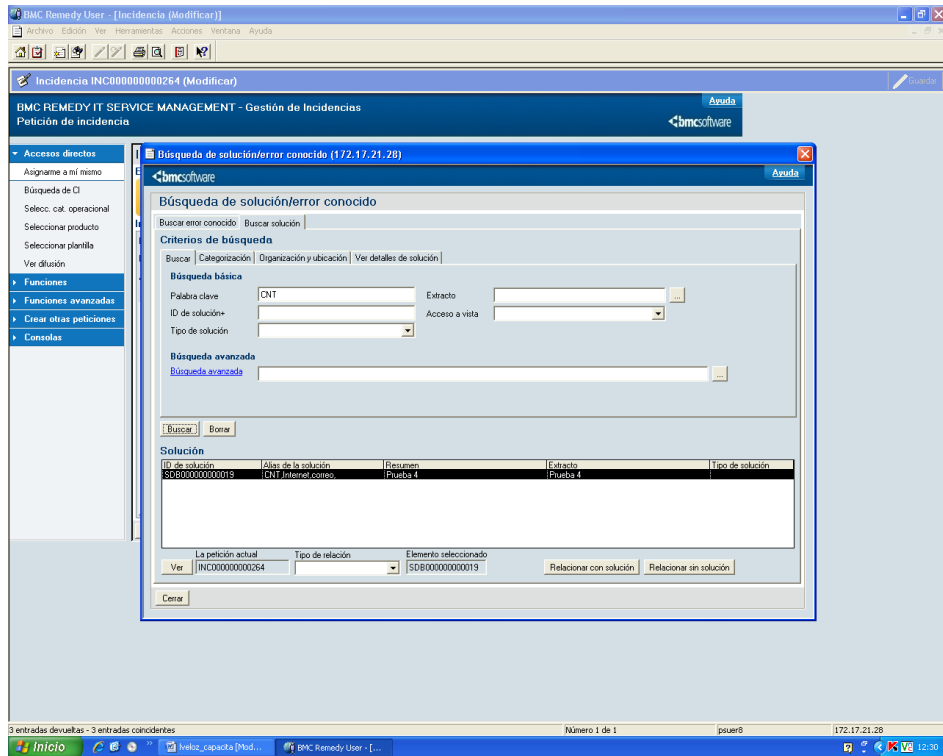 BMC Remedy User - [Incidencia (Modificar)]
Archivo Edición Ver Herramientas Acciones Ventana Ayuda
Incidencia INC000000000264 (Modificar)
Guardar
BMC REMEDY IT SERVICE MANAGEMENT - Gestión de Incidencias
Ayuda
Petición de incidencia
bmcsoftware
Accesos directos
Asignarme a mí mismo
Búsqueda de CI
Selecc. cat. operacional
Seleccionar producto
Seleccionar plantilla
Ver difusión
Funciones
Funciones avanzadas
Crear otras peticiones
Consolas
Búsqueda de solución/error conocido (172.17.21.28)
bmcsoftware
Ayuda
Búsqueda de solución/error conocido
Buscar error conocido Buscar solución
Criterios de búsqueda
Buscar Categorización Organización y ubicación Ver detalles de solución
Búsqueda básica
Palabra clave CNT Extracto ...
ID de solución+ Acceso a vista
Tipo de solución
Búsqueda avanzada
Búsqueda avanzada ...
Buscar Borrar
Solución
ID de solución Alias de la solución Resumen Extracto Tipo de solución
SDB000000000019 CNT,Internet,correo, Prueba 4 Prueba 4
La petición actual Tipo de relación Elemento seleccionado
Ver INC000000000264 SDB000000000019 Relacionar con solución Relacionar sin solución
Cerrar
3 entradas devueltas - 3 entradas coincidentes Número 1 de 1 psuer8 172.17.21.28
Inicio » Iveloz_capacita [Mod... BMC Remedy User - [... 12:30